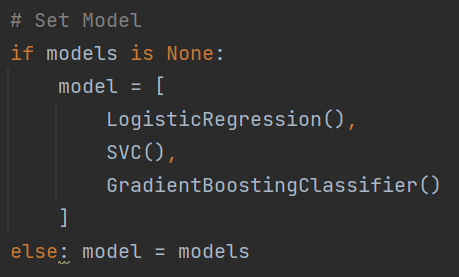 # Set Model
if models is None:
    model = [
        LogisticRegression(),
        SVC(),
        GradientBoostingClassifier()
    ]
else: model = models